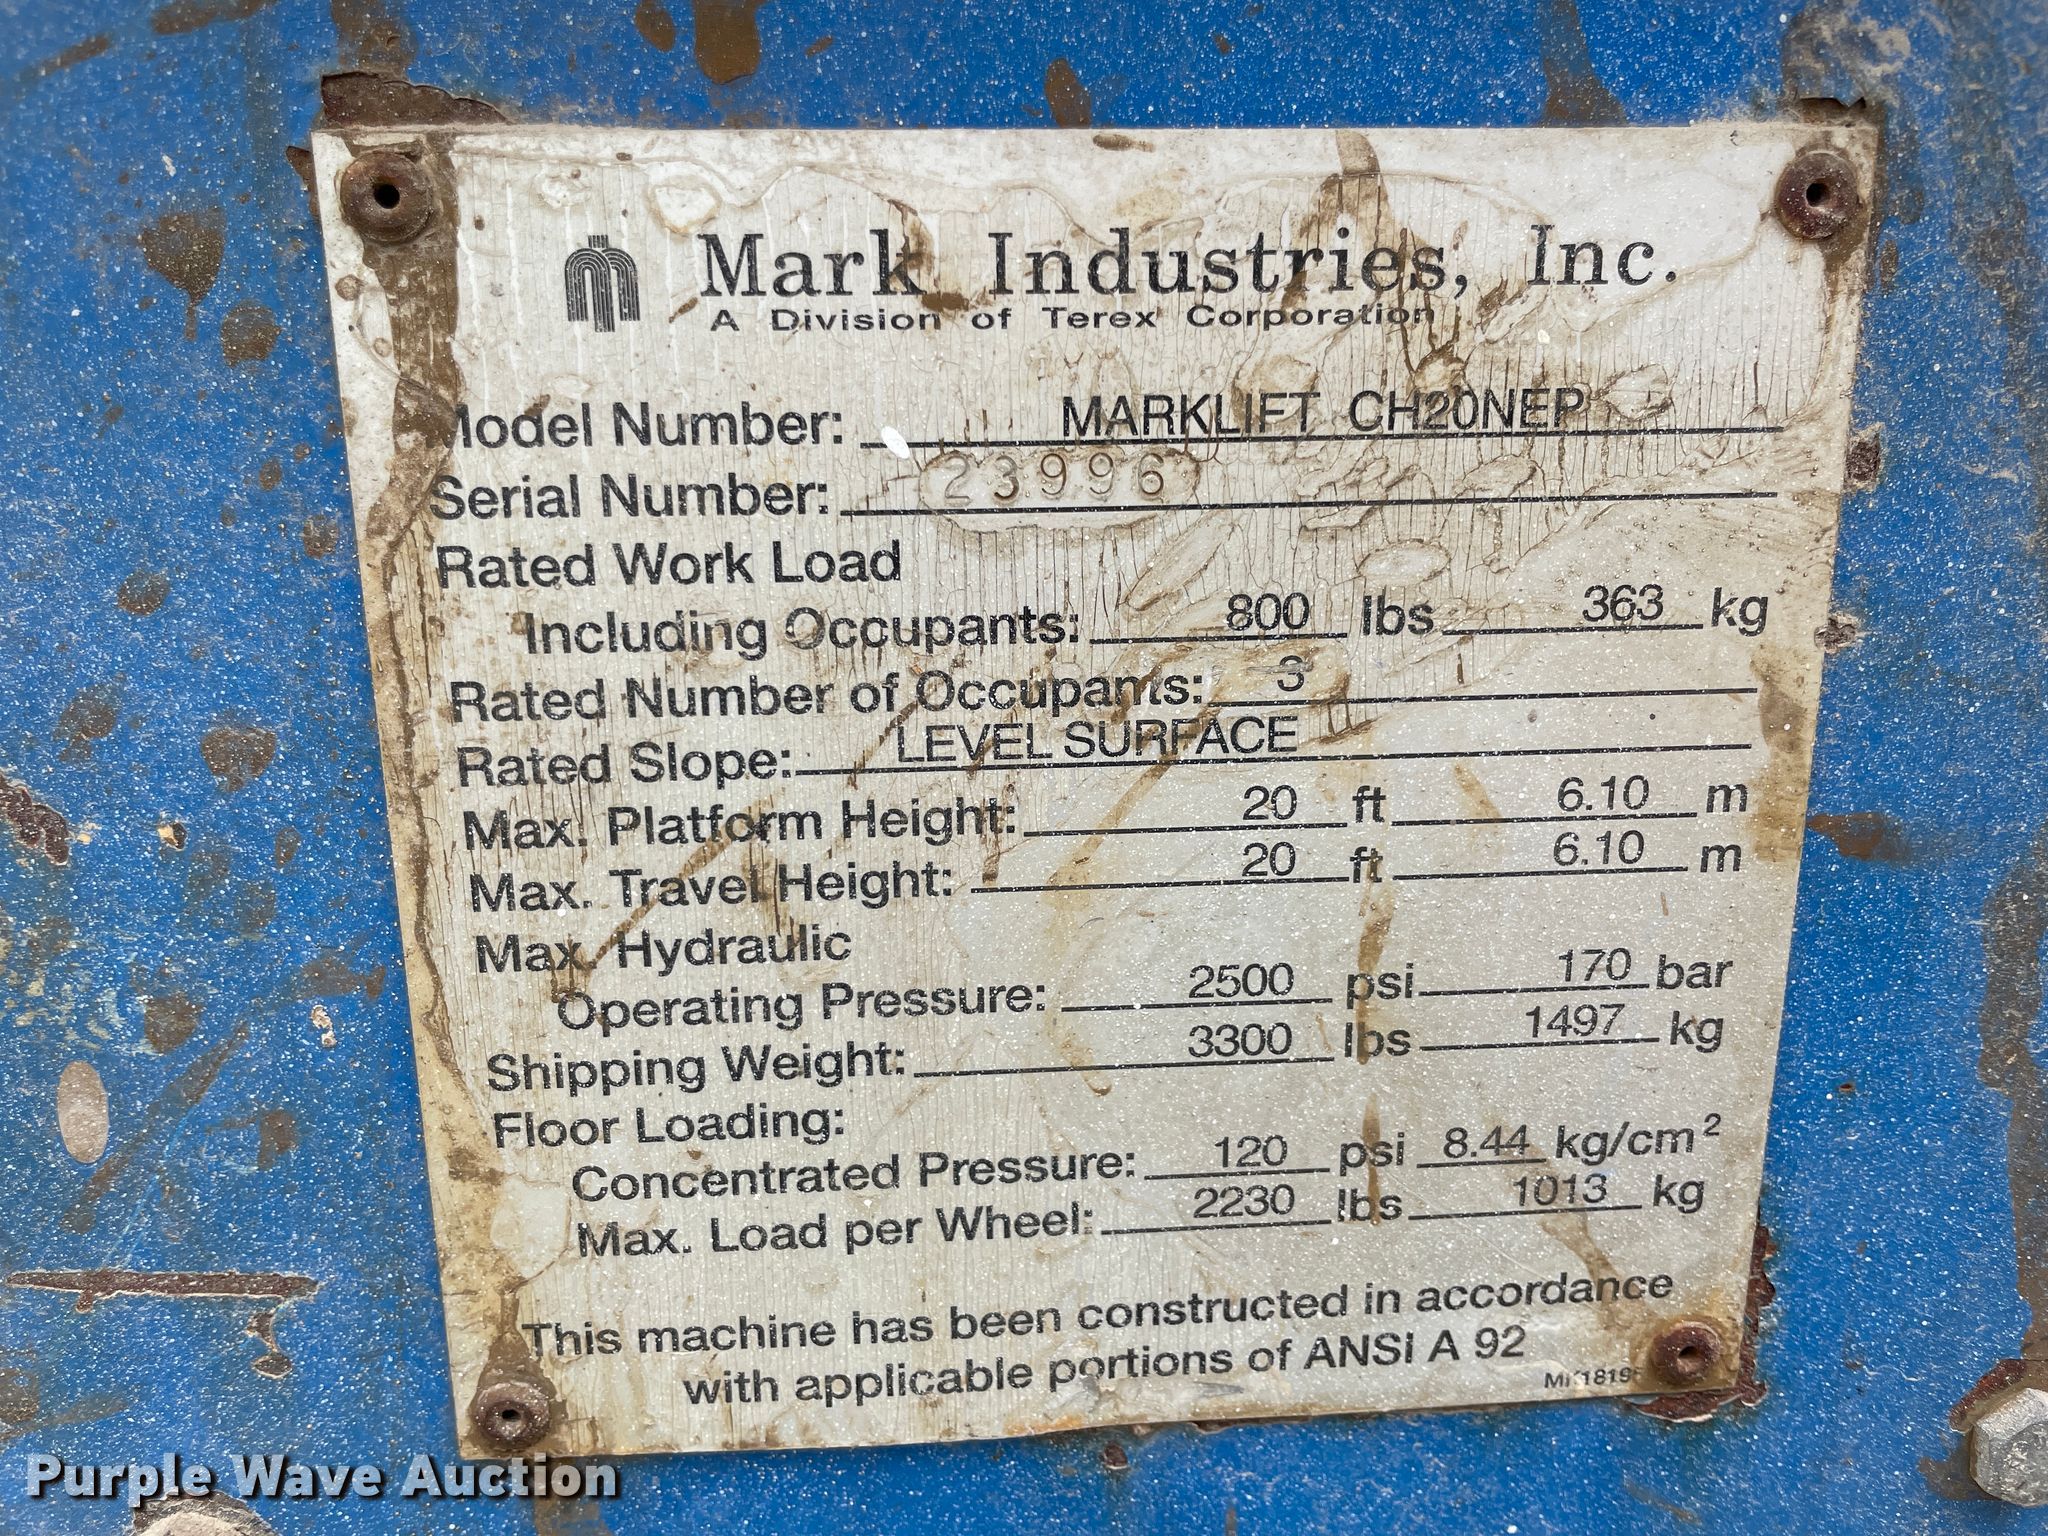 Mark Industries, Inc.
A Division of Terex Corporation
Model Number: MARKLIFT CH20NEP
Serial Number: 23996
Rated Work Load
Including Occupants: 800 lbs 363 kg
Rated Number of Occupants: 3
Rated Slope: LEVEL SURFACE
Max. Platform Height: 20 ft 6.10 m
Max. Travel Height: 20 ft 6.10 m
Max. Hydraulic
Operating Pressure: 2500 psi 170 bar
Shipping Weight: 3300 lbs 1497 kg
Floor Loading:
Concentrated Pressure: 120 psi 8.44 kg/cm²
Max. Load per Wheel: 2230 lbs 1013 kg
This machine has been constructed in accordance
with applicable portions of ANSI A 92
Purple Wave Auction